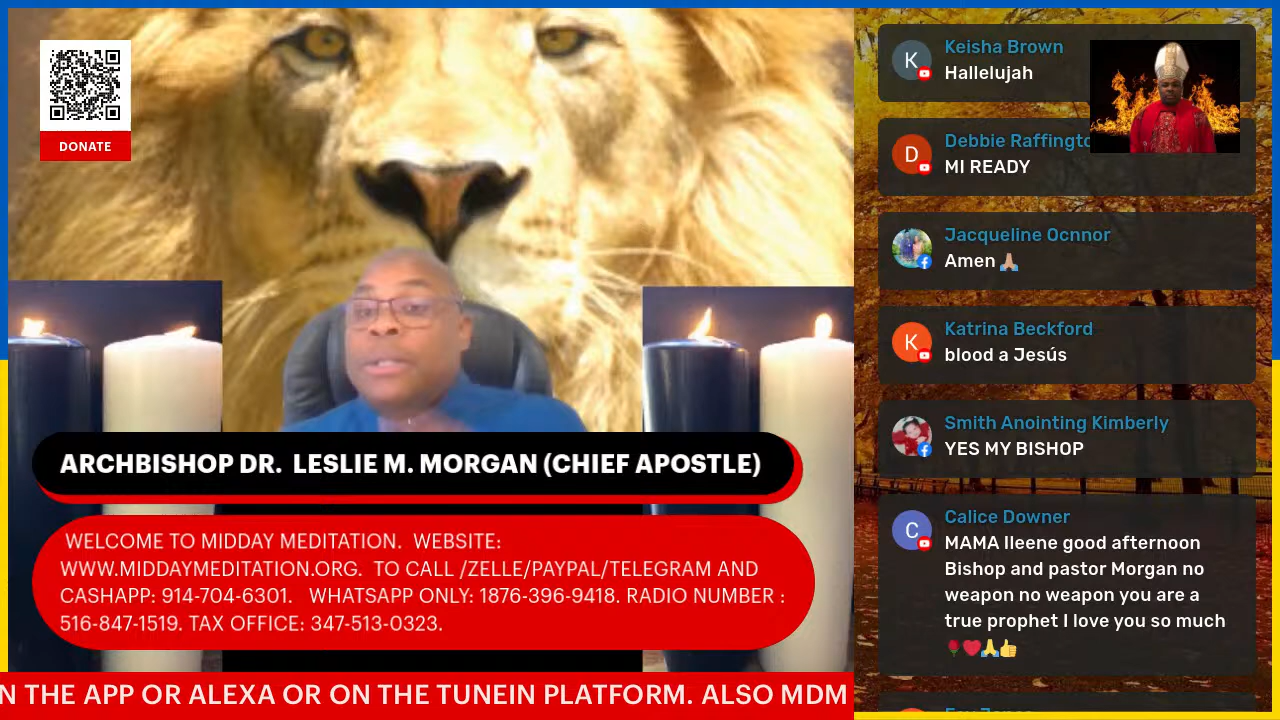 DONATE
ARCHBISHOP DR. LESLIE M. MORGAN (CHIEF APOSTLE)
WELCOME TO MIDDAY MEDITATION. WEBSITE:
WWW.MIDDAYMEDITATION.ORG. TO CALL /ZELLE/PAYPAL/TELEGRAM AND
CASHAPP: 914-704-6301. WHATSAPP ONLY: 1876-396-9418. RADIO NUMBER :
516-847-1519. TAX OFFICE: 347-513-0323.
N THE APP OR ALEXA OR ON THE TUNEIN PLATFORM. ALSO MDM
K
Keisha Brown
Hallelujah
D
Debbie Raffingto
MI READY
Jacqueline Ocnnor
Amen 🙏🏽
K
Katrina Beckford
blood a Jesús
Smith Anointing Kimberly
YES MY BISHOP
C
Calice Downer
MAMA Ileene good afternoon
Bishop and pastor Morgan no
weapon no weapon you are a
true prophet I love you so much
🌹❤️🙏👍